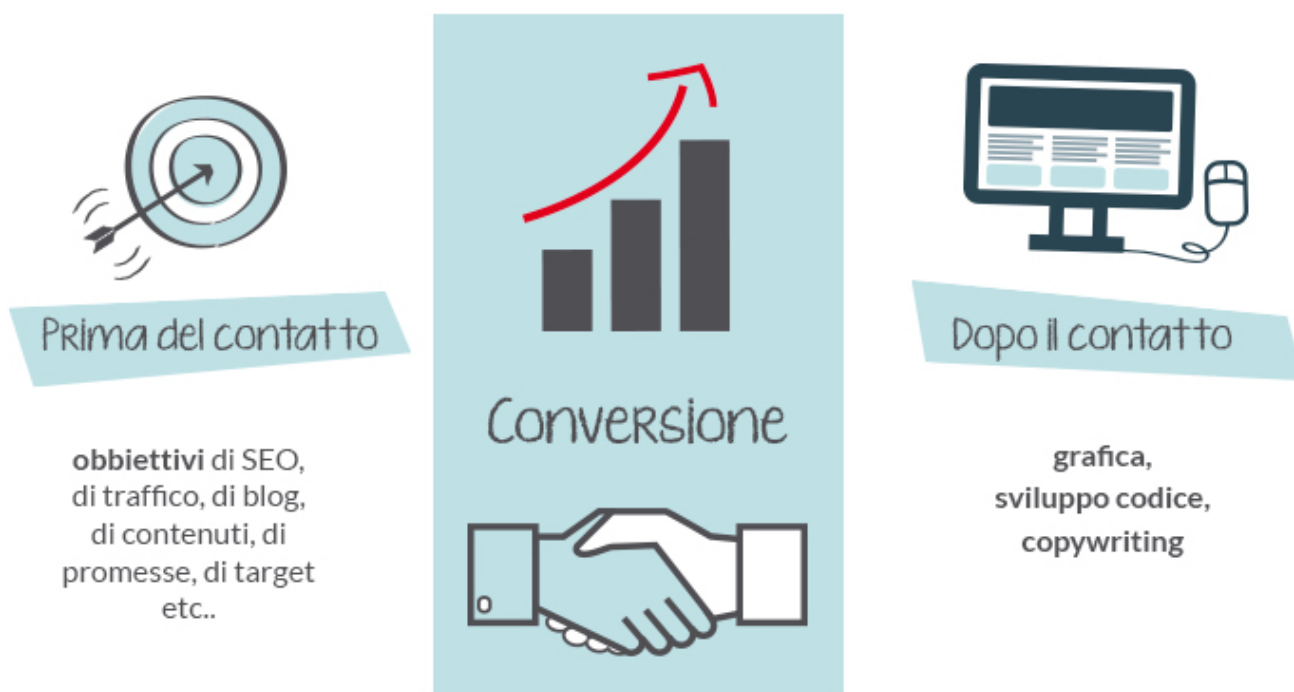 Prima del contatto
obbiettivi di SEO,
di traffico, di blog,
di contenuti, di
promesse, di target
etc..
Conversione
Dopo il contatto
grafica,
sviluppo codice,
copywriting